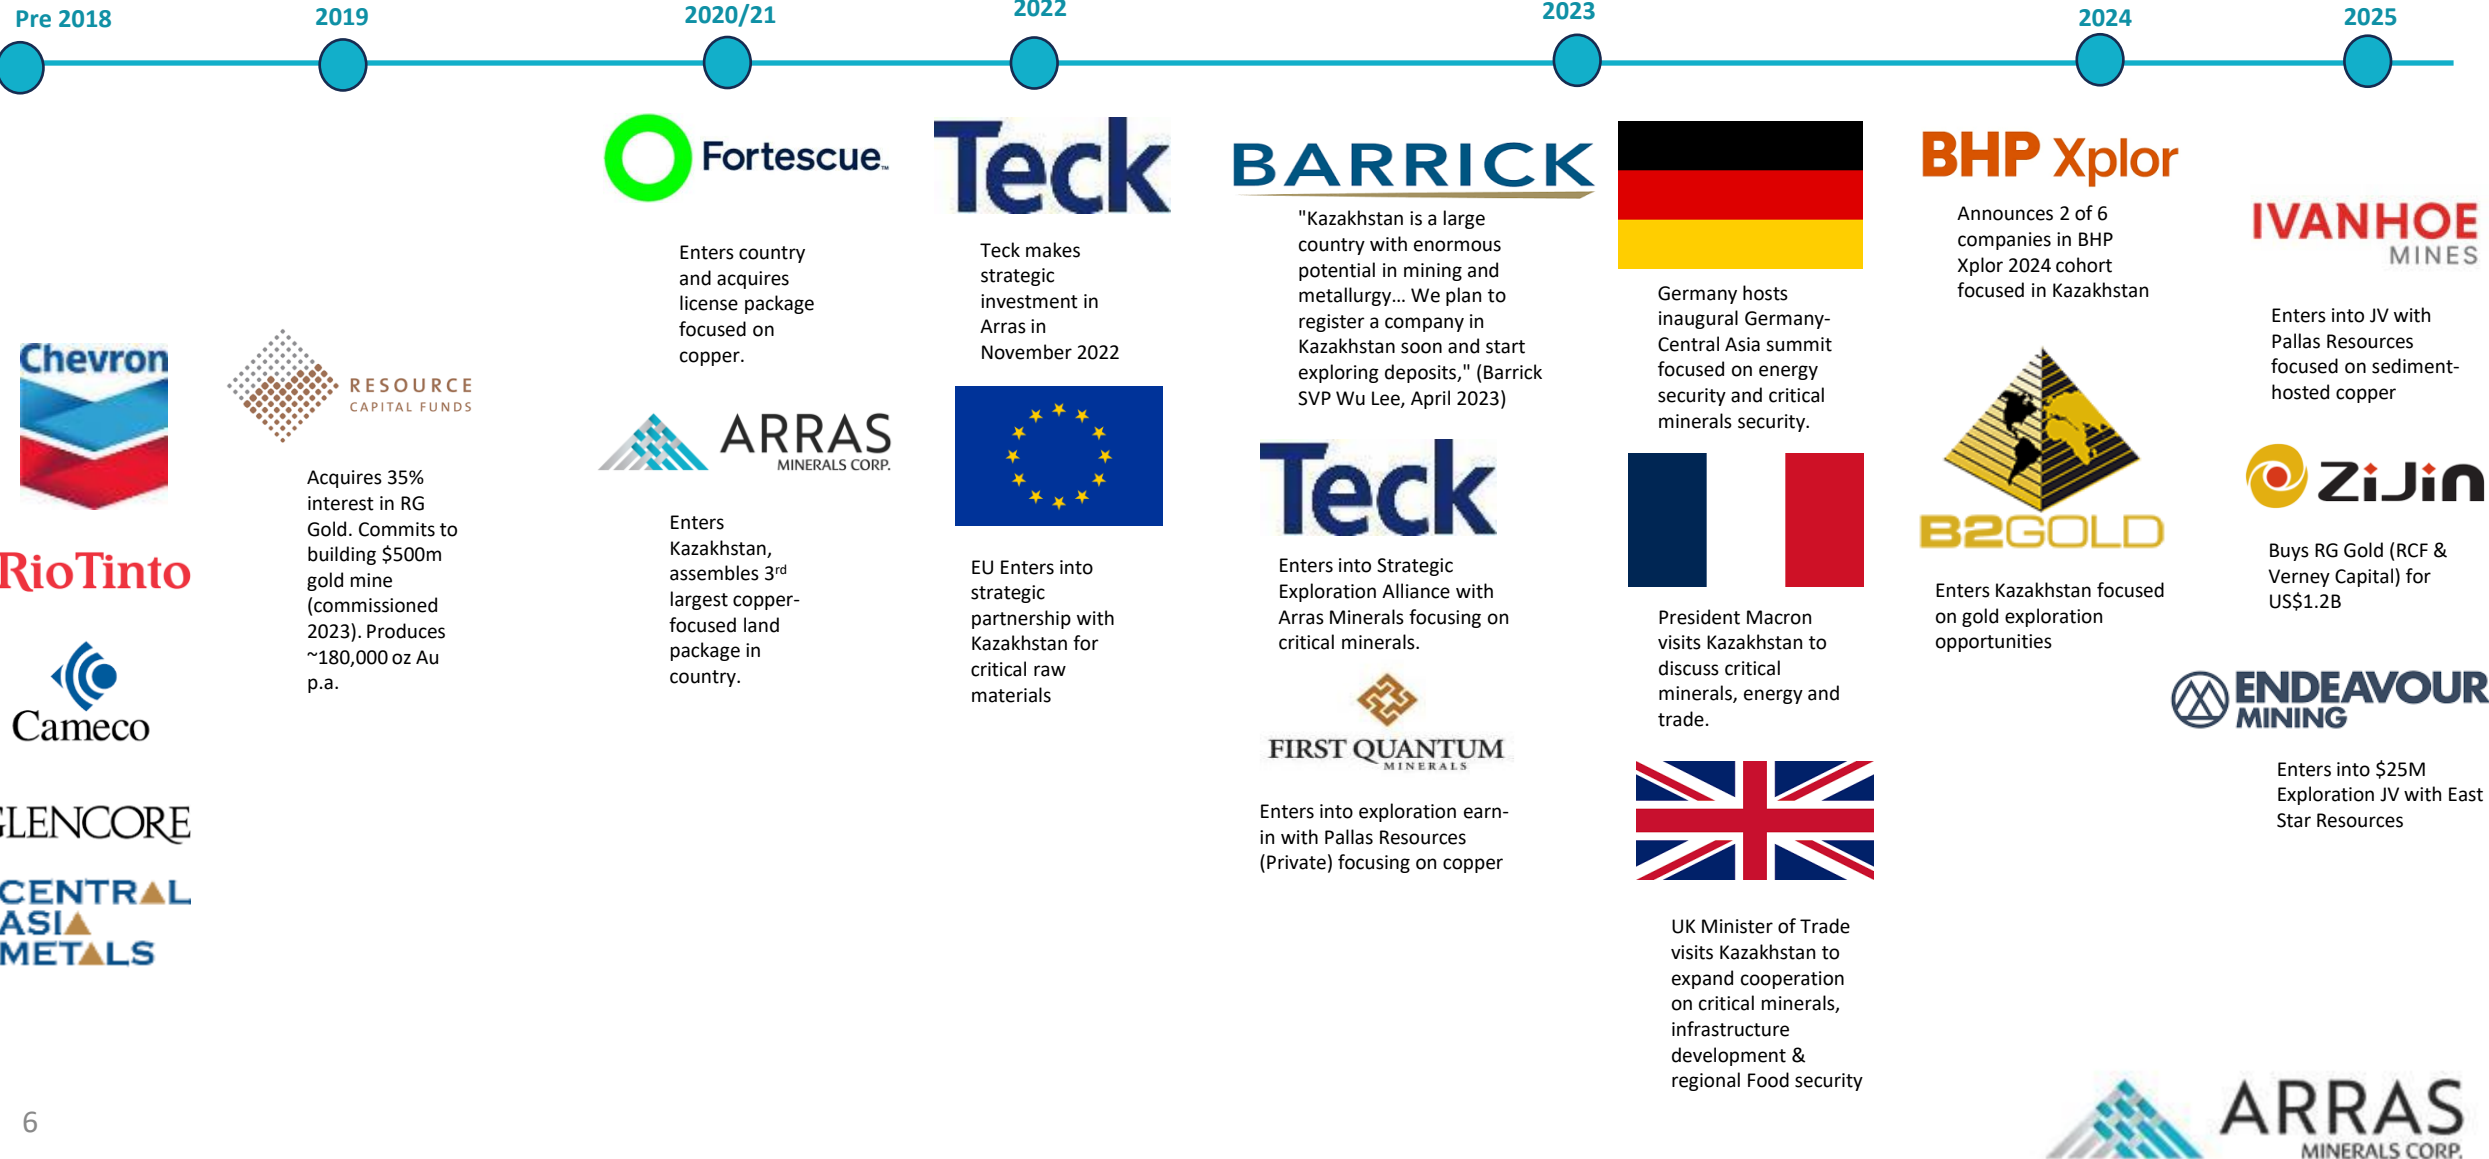 Pre 2018
2019
2020/21
2022
2023
2024
2025
Chevron
RioTinto
Cameco
GLENCORE
CENTRAL
ASIA
METALS
RESOURCE
CAPITAL FUNDS
Acquires 35%
interest in RG
Gold. Commits to
building $500m
gold mine
(commissioned
2023). Produces
~180,000 oz Au
p.a.
Fortescue™
Enters country
and acquires
license package
focused on
copper.
ARRAS
MINERALS CORP.
Enters
Kazakhstan,
assembles 3rd
largest copper-
focused land
package in
country.
Teck
Teck makes
strategic
investment in
Arras in
November 2022
EU Enters into
strategic
partnership with
Kazakhstan for
critical raw
materials
BARRICK
"Kazakhstan is a large
country with enormous
potential in mining and
metallurgy... We plan to
register a company in
Kazakhstan soon and start
exploring deposits," (Barrick
SVP Wu Lee, April 2023)
Teck
Enters into Strategic
Exploration Alliance with
Arras Minerals focusing on
critical minerals.
FIRST QUANTUM
MINERALS
Enters into exploration earn-
in with Pallas Resources
(Private) focusing on copper
Germany hosts
inaugural Germany-
Central Asia summit
focused on energy
security and critical
minerals security.
President Macron
visits Kazakhstan to
discuss critical
minerals, energy and
trade.
UK Minister of Trade
visits Kazakhstan to
expand cooperation
on critical minerals,
infrastructure
development &
regional Food security
BHP Xplor
Announces 2 of 6
companies in BHP
Xplor 2024 cohort
focused in Kazakhstan
B2GOLD
Enters Kazakhstan focused
on gold exploration
opportunities
IVANHOE
MINES
Enters into JV with
Pallas Resources
focused on sediment-
hosted copper
ZiJin
Buys RG Gold (RCF &
Verney Capital) for
US$1.2B
ENDEAVOUR
MINING
Enters into $25M
Exploration JV with East
Star Resources
6
ARRAS
MINERALS CORP.